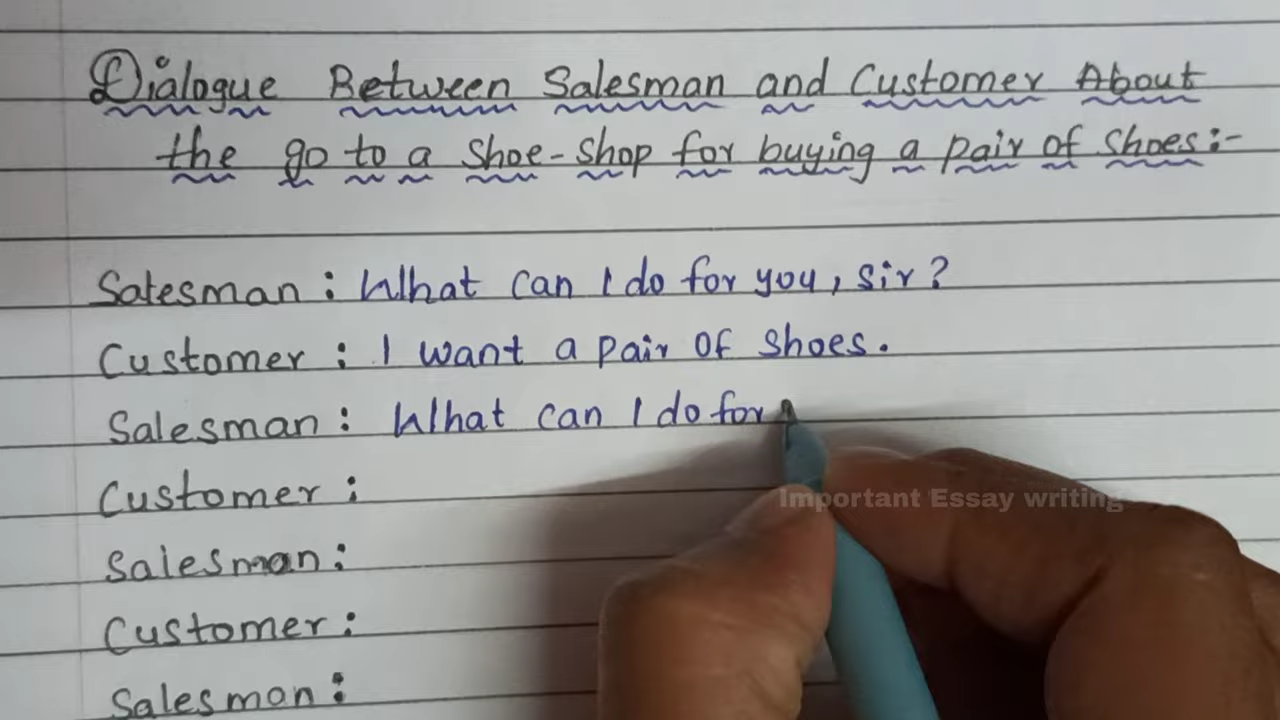 Dialogue Between Salesman and Customer About
the go to a Shoe-Shop for buying a pair of Shoes:-
Salesman : What can I do for you, sir?
Customer : I want a pair of shoes.
Salesman : What can I do for
Customer :
Important Essay writing
Salesman :
Customer :
Salesman :